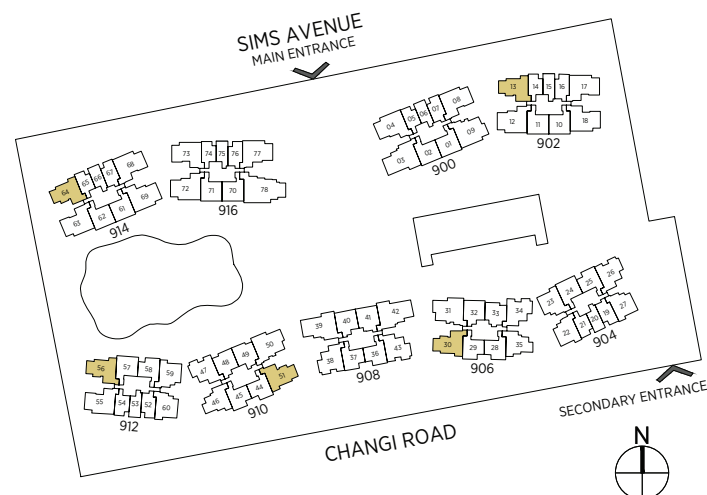 SIMS AVENUE
MAIN ENTRANCE
04 05 06 07 08
03 02 01 09
900
13 14 15 16 17
12 11 10 18
902
64 65 66 67 68
63 62 61 69
914
73 74 75 76 77
72 71 70 78
916
23 24 25 26
22 21 20 19 27
904
31 32 33 34
30 29 28 35
906
39 40 41 42
38 37 36 43
908
47 48 49 50
46 45 44 51
910
56 57 58 59
55 54 53 52 60
912
SECONDARY ENTRANCE
CHANGI ROAD
N